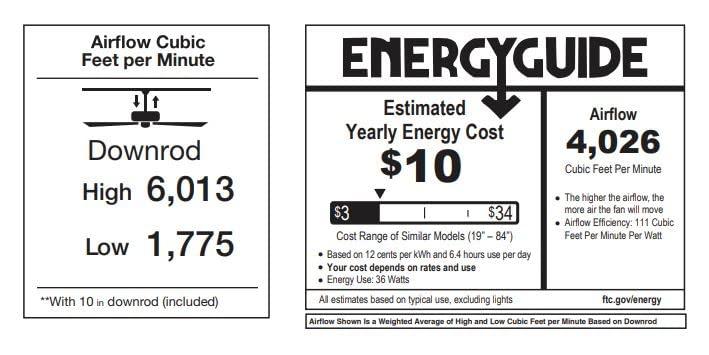 Airflow Cubic
Feet per Minute
Downrod
High 6,013
Low 1,775
**With 10 in downrod (included)
ENERGYGUIDE
Estimated
Yearly Energy Cost
$10
$3
$34
Cost Range of Similar Models (19” – 84”)
• Based on 12 cents per kWh and 6.4 hours use per day
• Your cost depends on rates and use
• Energy Use: 36 Watts
Airflow
4,026
Cubic Feet Per Minute
• The higher the airflow, the
more air the fan will move
• Airflow Efficiency: 111 Cubic
Feet Per Minute Per Watt
All estimates based on typical use, excluding lights
ftc.gov/energy
Airflow Shown Is a Weighted Average of High and Low Cubic Feet per Minute Based on Downrod